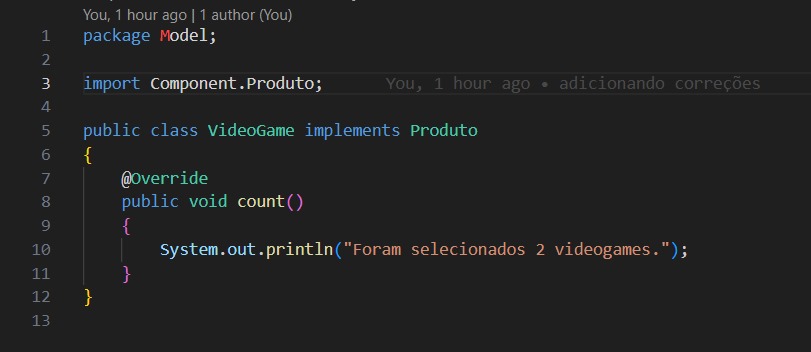 You, 1 hour ago | 1 author (You)
1 package Model;
2
3 import Component.Produto; You, 1 hour ago • adicionando correções
4
5 public class VideoGame implements Produto
6 {
7 @Override
8 public void count()
9 {
10 System.out.println("Foram selecionados 2 videogames.");
11 }
12 }
13